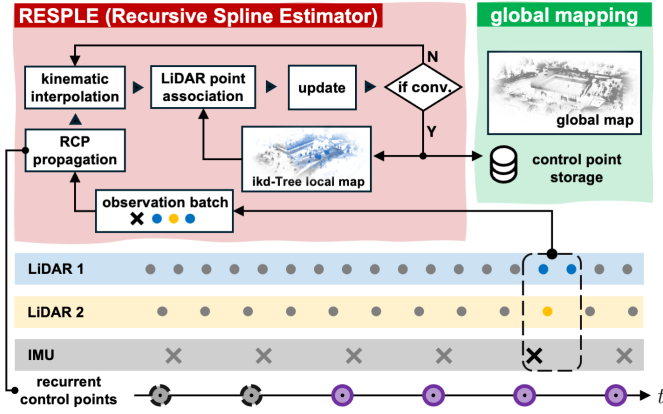 RESPLE (Recursive Spline Estimator)
global mapping
N
kinematic
interpolation
LiDAR point
association
update
if conv.
global map
Y
RCP
propagation
ikd-Tree local map
control point
storage
observation batch
LiDAR 1
LiDAR 2
IMU
recurrent
control points
t